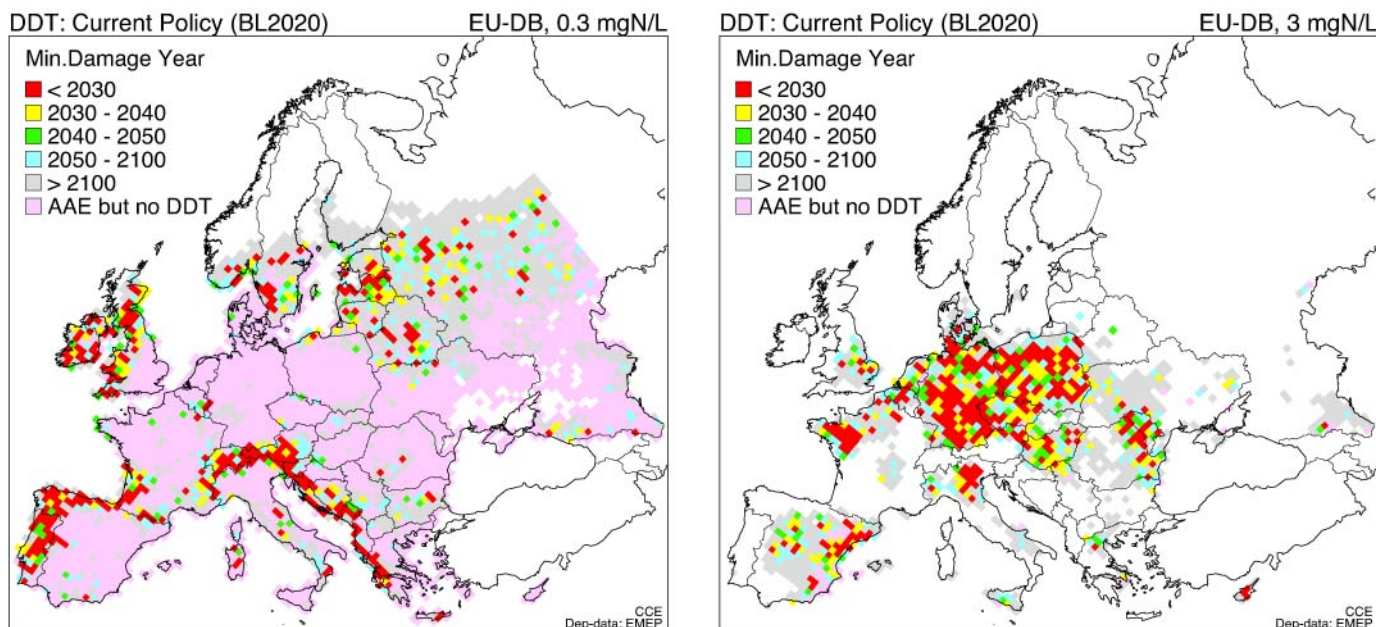 DDT: Current Policy (BL2020) EU-DB, 0.3 mgN/L
Min.Damage Year
< 2030
2030 - 2040
2040 - 2050
2050 - 2100
> 2100
AAE but no DDT
CCE
Dep-data: EMEP
DDT: Current Policy (BL2020) EU-DB, 3 mgN/L
Min.Damage Year
< 2030
2030 - 2040
2040 - 2050
2050 - 2100
> 2100
AAE but no DDT
CCE
Dep-data: EMEP